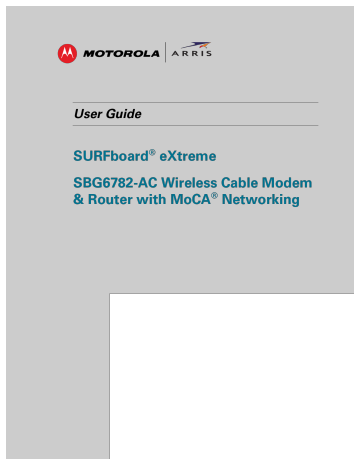 MOTOROLA ARRIS
User Guide
SURFboard® eXtreme
SBG6782-AC Wireless Cable Modem
& Router with MoCA® Networking